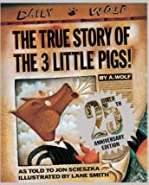 DAILY WOLF
THE TRUE STORY OF
THE 3 LITTLE PIGS!
BY A. WOLF
25TH
ANNIVERSARY
EDITION
AS TOLD TO JON SCIESZKA
ILLUSTRATED BY LANE SMITH